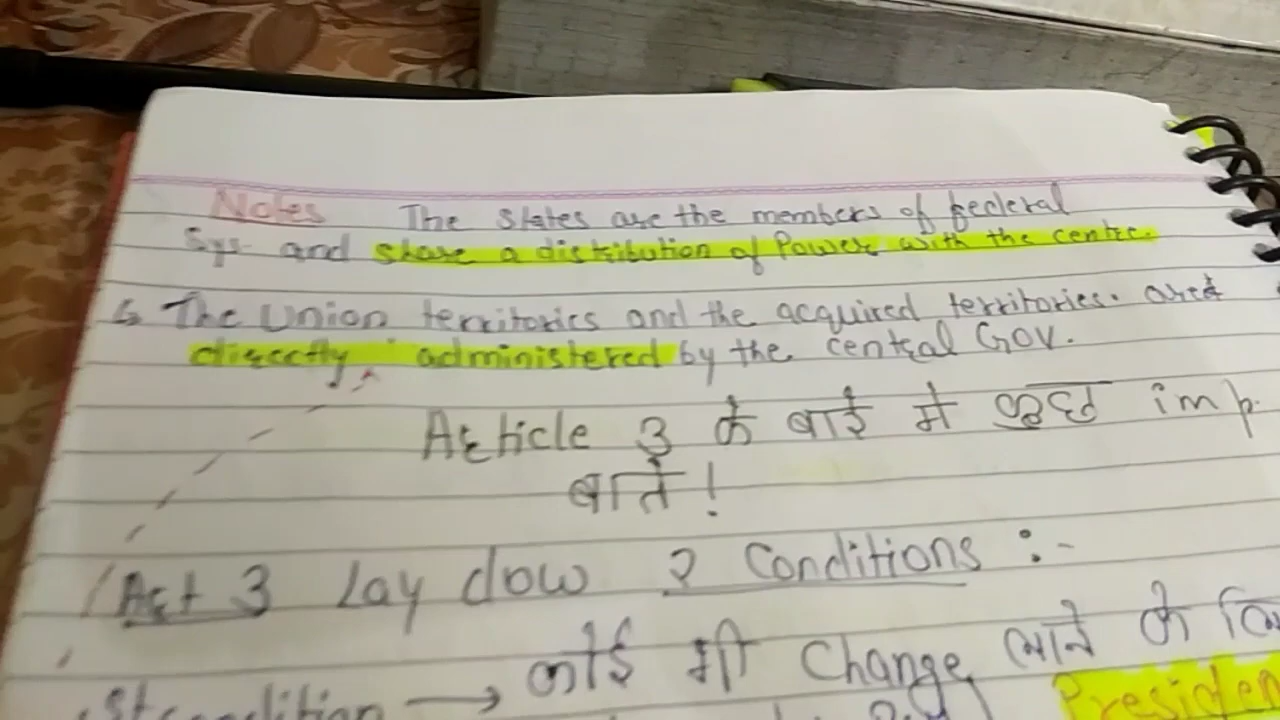 Notes The States are the members of federal
Sys and share a distribution of Power with the centre.
The Union territories and the acquired territories. are
directly administered by the central Gov.
Article 3 के बारे में कुछ imp.
बाते!
Art 3 Lay dow 2 Conditions :-
कोई भी Change लाने के
condition → Presiden